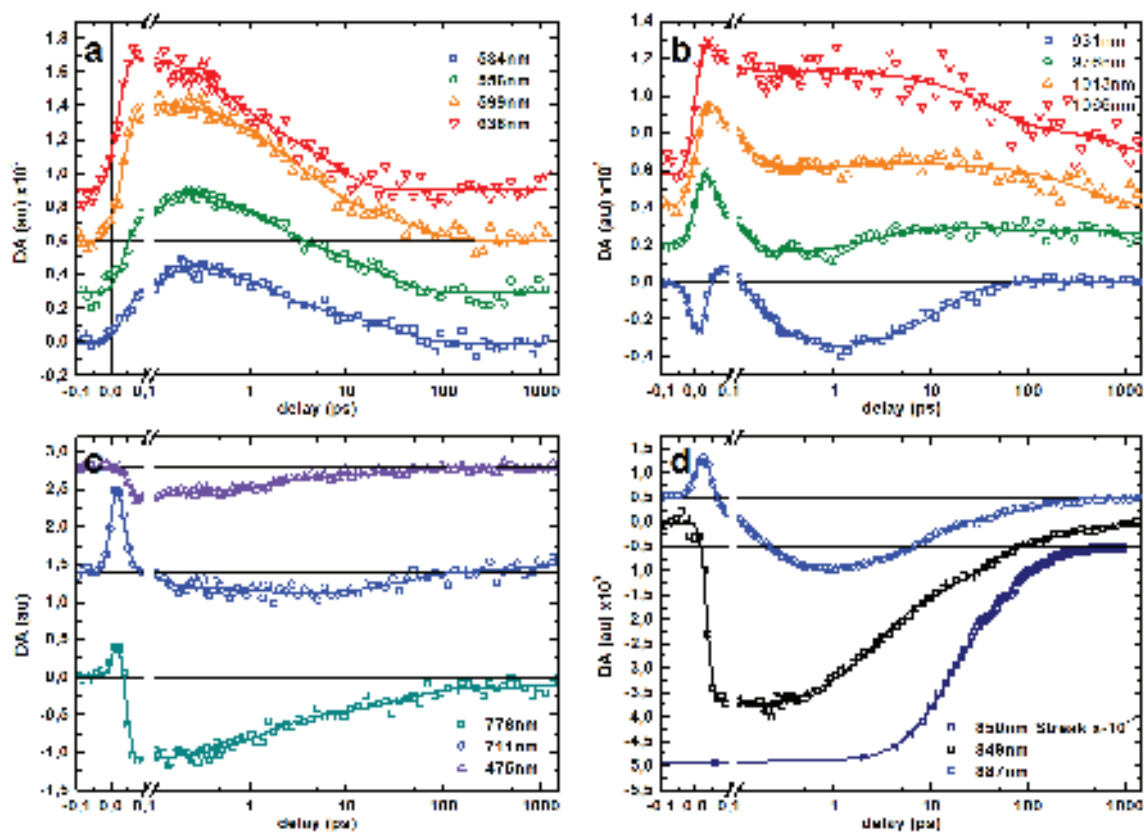 a
584nm
599nm
DA (au) x10
1,8
1,6
1,4
1,2
1,0
0,8
0,6
0,4
0,2
0,0
-0,2
-0,1 0,0 0,1 1 10 100 1000
delay (ps)
b
931nm
DA (au) x10
1,4
1,2
1,0
0,8
0,6
0,4
0,2
0,0
-0,2
-0,4
-0,1 0,0 0,1 1 10 100 1000
delay (ps)
c
DA (au)
3,0
2,5
2,0
1,5
1,0
0,5
0,0
-0,5
-1,0
-1,5
711nm
-0,1 0,0 0,1 1 10 100 1000
delay (ps)
d
DA (au) x10
1,5
1,0
0,5
0,0
-0,5
-1,0
-1,5
-2,0
-2,5
-3,0
-3,5
-4,0
-4,5
-5,0
-5,5
850nm Streak x-10
849nm
887nm
0,1 1 10 100 1000
delay (ps)